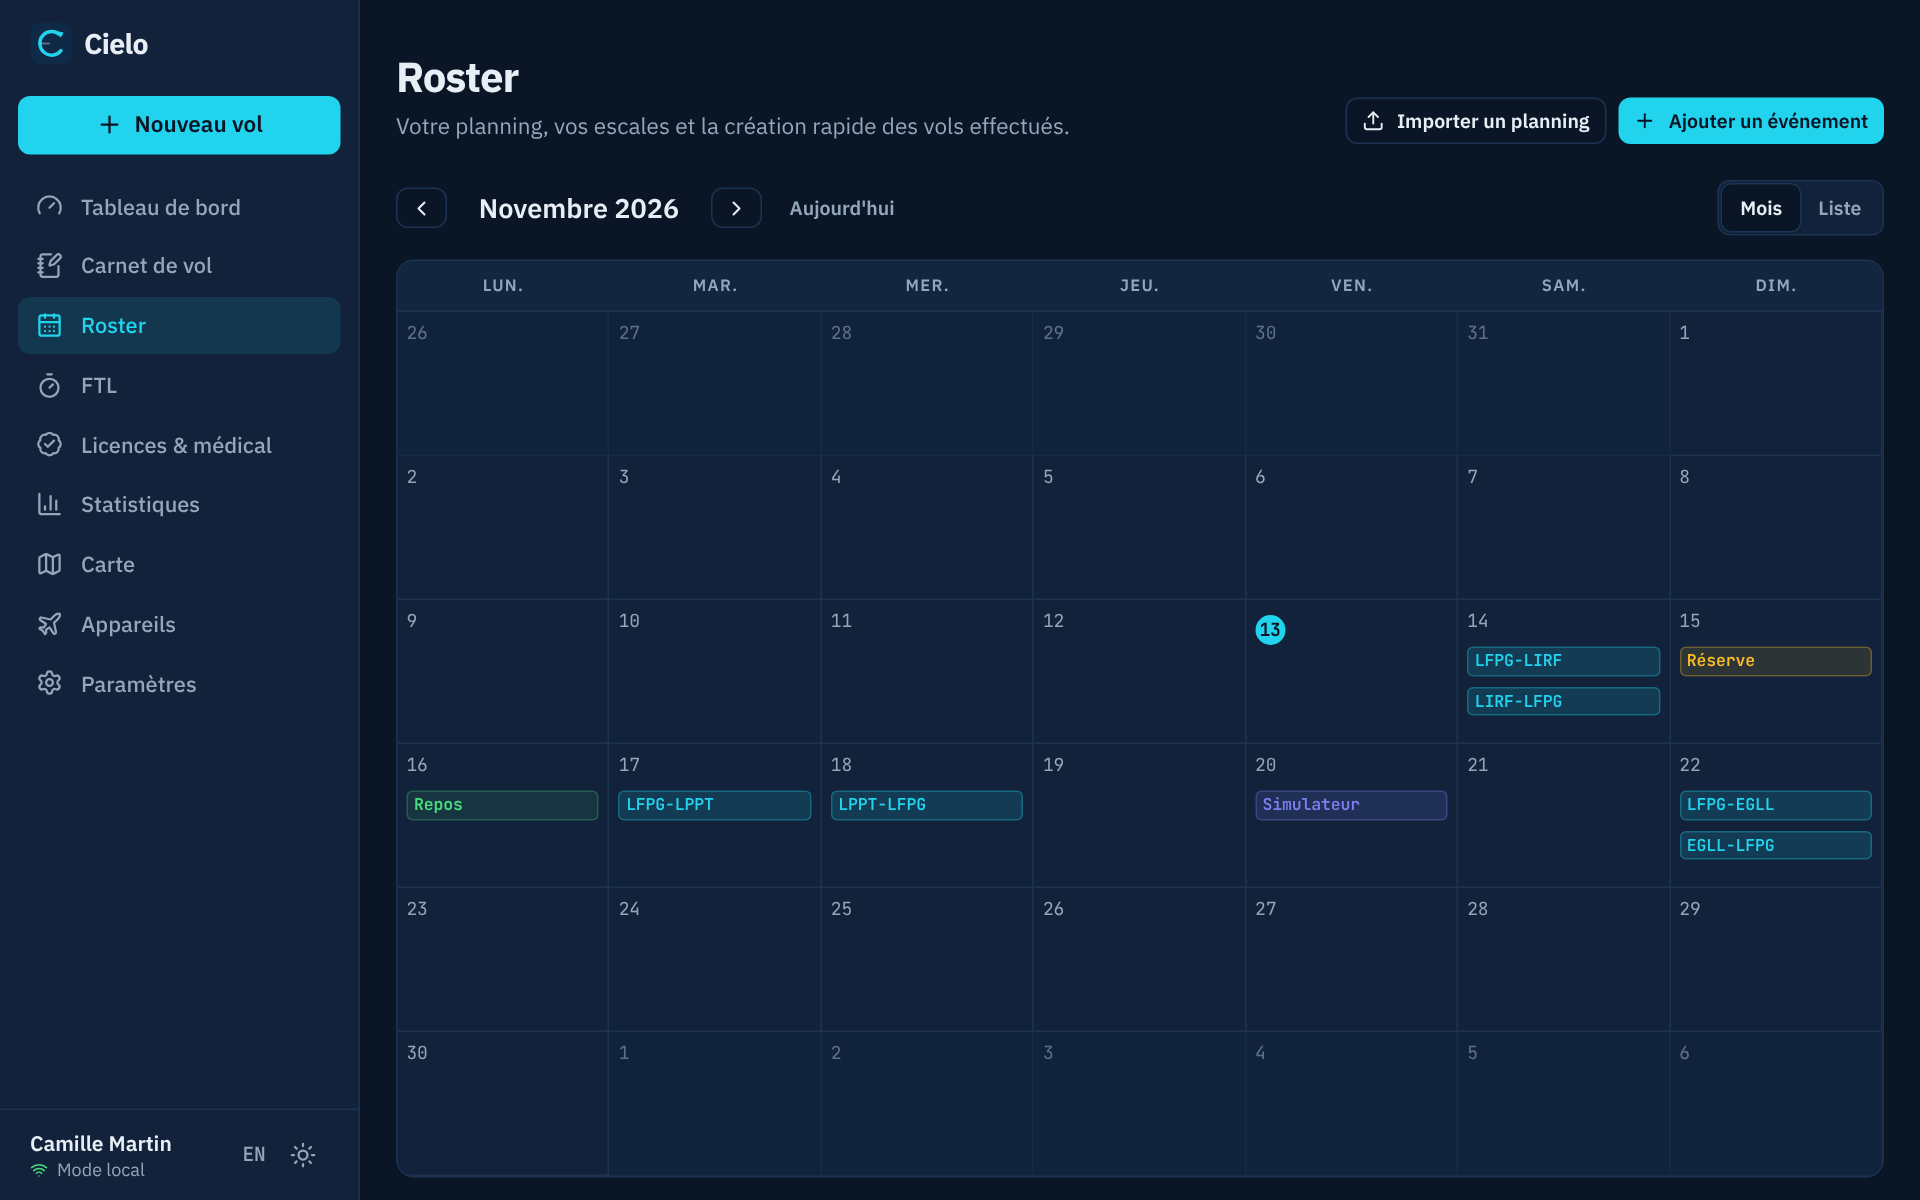 Cielo
Nouveau vol
Tableau de bord
Carnet de vol
Roster
FTL
Licences & médical
Statistiques
Carte
Appareils
Paramètres
Camille Martin
Mode local
EN
Roster
Votre planning, vos escales et la création rapide des vols effectués.
Importer un planning
Ajouter un événement
Novembre 2026
Aujourd'hui
Mois
Liste
LUN. MAR. MER. JEU. VEN. SAM. DIM.
26 27 28 29 30 31 1
2 3 4 5 6 7 8
9 10 11 12 13 14 15
LFPG-LIRF Réserve
LIRF-LFPG
16 17 18 19 20 21 22
Repos LFPG-LPPT LPPT-LFPG Simulateur LFPG-EGLL
EGLL-LFPG
23 24 25 26 27 28 29
30 1 2 3 4 5 6